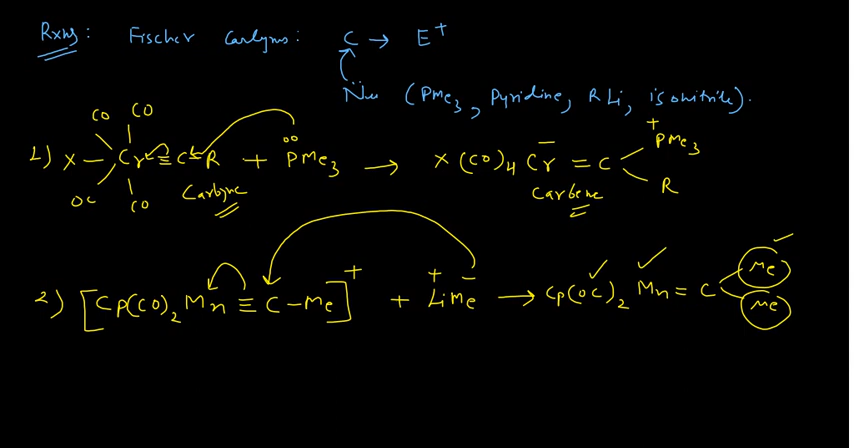 Rxns : Fischer Carbyns : C → E⁺
Nu (PMe₃, Pyridine, RLi, isonitrile).
CO CO
1) X — Cr ≡ C — R + PMe₃ → X(CO)₄ Cr = C PMe₃ R
OC CO Carbyne Carbene
2) [Cp(CO)₂ Mn ≡ C – Me]⁺ + LiMe → Cp(OC)₂ Mn = C Me Me